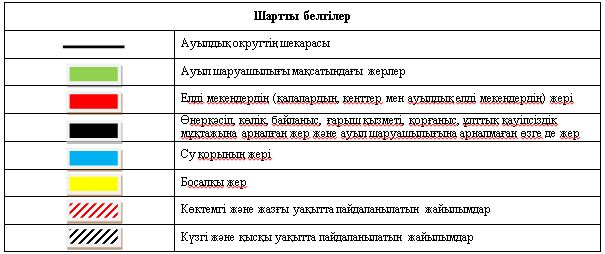 Шартты белгілер
Ауылдық округтің шекарасы
Ауыл шаруашылығы мақсатындағы жерлер
Елді мекендердің (қалалардың, кенттер мен ауылдық елді мекендердің) жері
Өнеркәсіп, көлік, байланыс, ғарыш қызметі, қорғаныс, ұлттық қауіпсіздік
мұқтажына арналған жер және ауыл шаруашылығына арналмаған өзге де жер
Су қорының жері
Босалқы жер
Көктемгі және жазғы уақытта пайдаланылатын жайылымдар
Күзгі және қысқы уақытта пайдаланылатын жайылымдар